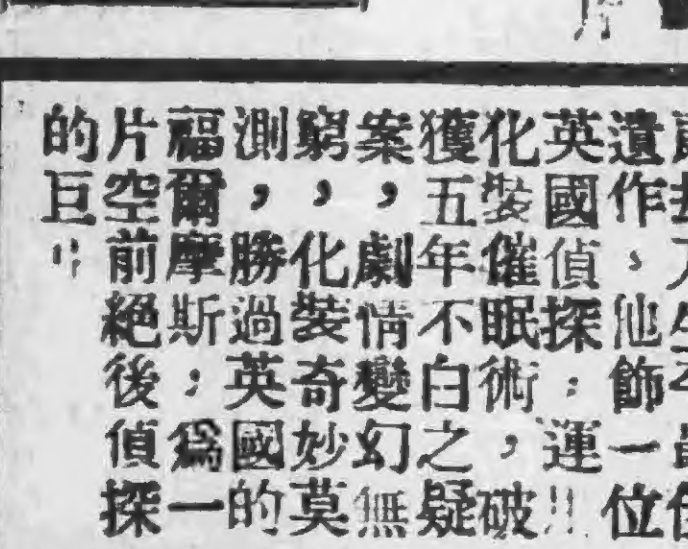 遺作、他飾一位
英國偵探：運
化裝催眠術，破
獲五年不白之疑
案，劇情變幻無
窮，化裝奇妙莫
測，勝過英國的
福爾摩斯；爲一
片空前絕後偵探
的巨